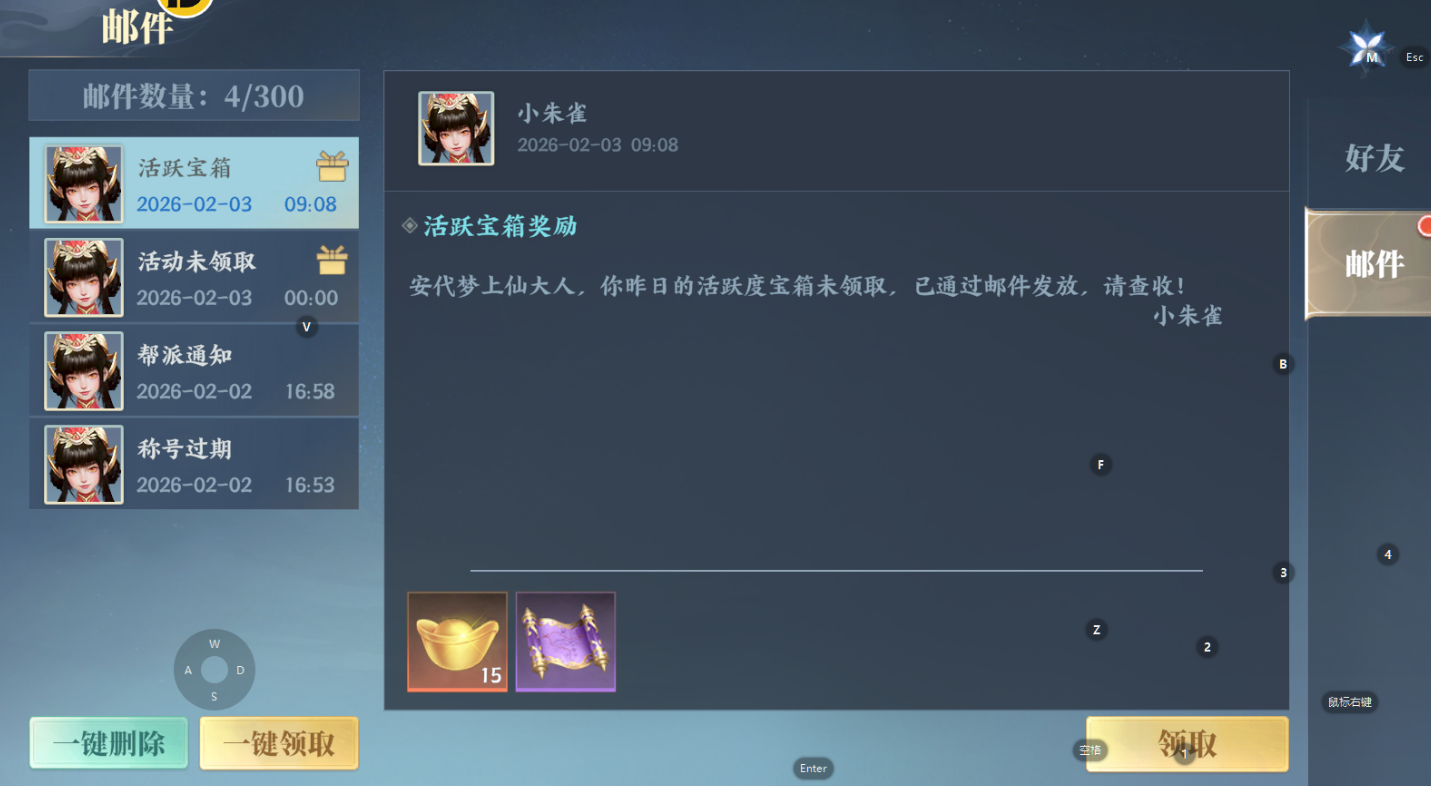 邮件
M
Esc
邮件数量：4/300
活跃宝箱
2026-02-03 09:08
活动未领取
2026-02-03 00:00
V
帮派通知
2026-02-02 16:58
称号过期
2026-02-02 16:53
小朱雀
2026-02-03 09:08
活跃宝箱奖励
安代梦上仙大人，你昨日的活跃度宝箱未领取，已通过邮件发放，请查收！
小朱雀
B
F
3
Z
2
15
好友
邮件
4
鼠标右键
W
A
D
S
一键删除
一键领取
Enter
空格
领取
1